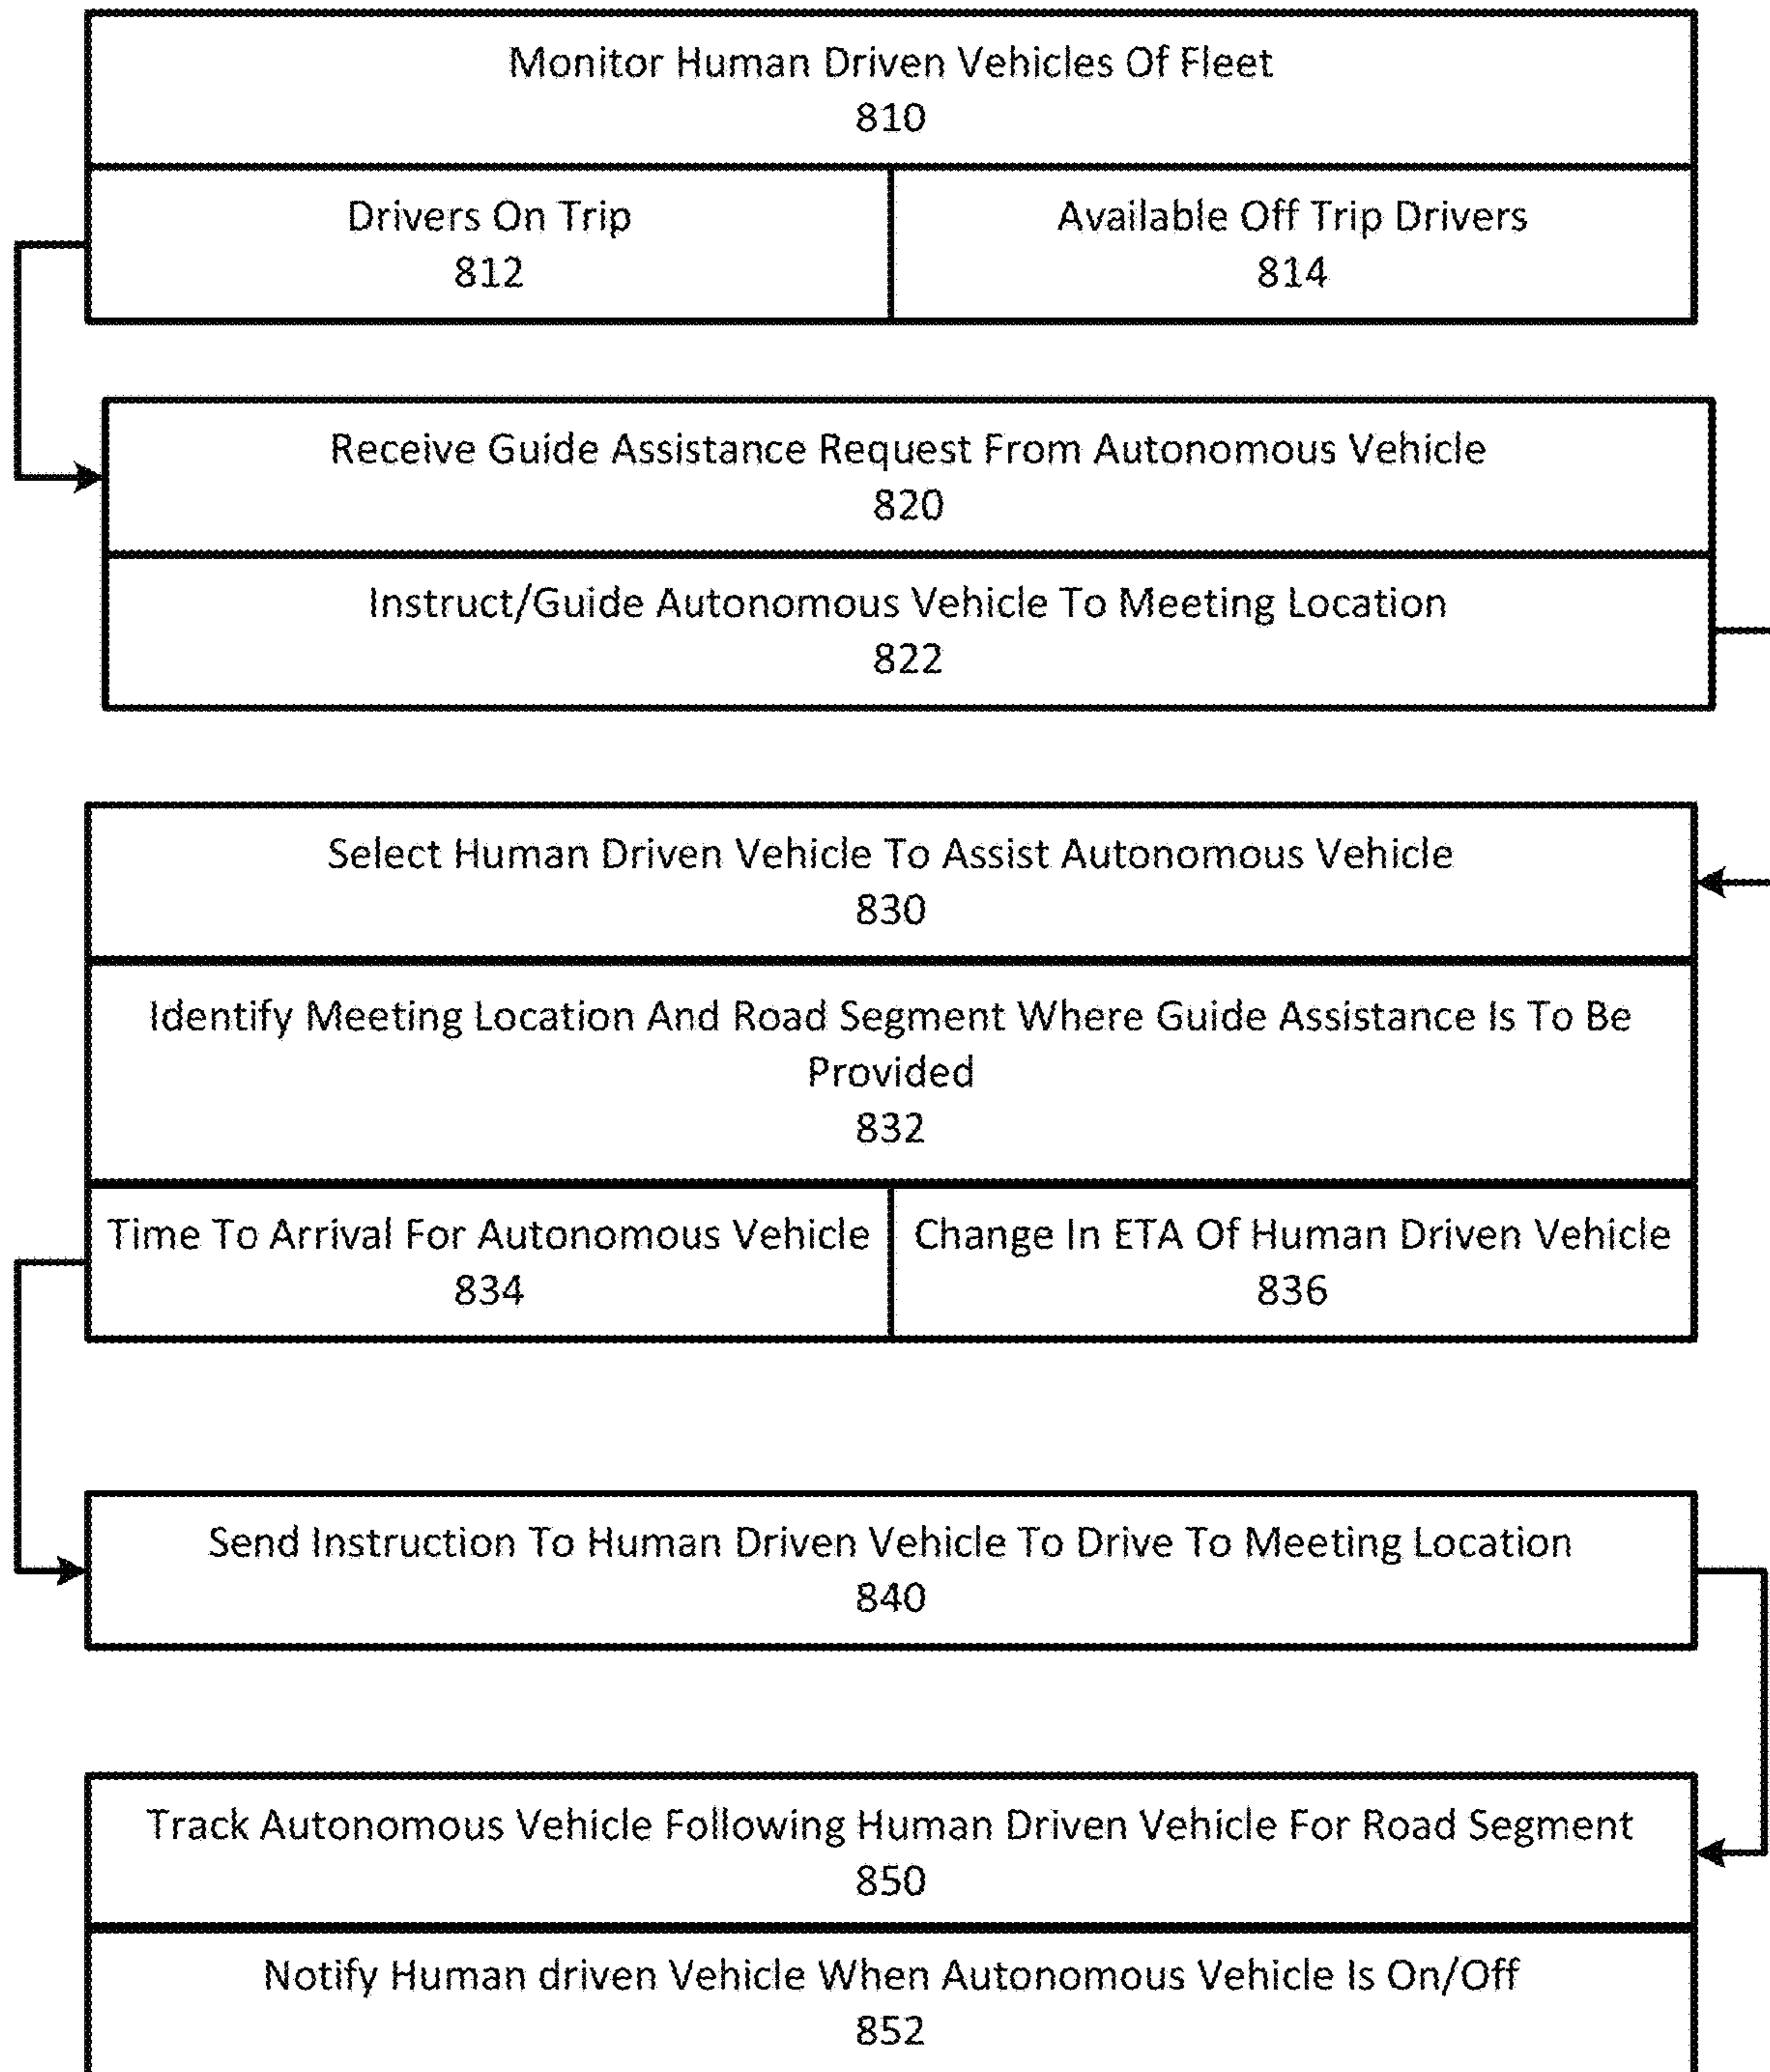 Monitor Human Driven Vehicles Of Fleet
810
Drivers On Trip
812
Available Off Trip Drivers
814
Receive Guide Assistance Request From Autonomous Vehicle
820
Instruct/Guide Autonomous Vehicle To Meeting Location
822
Select Human Driven Vehicle To Assist Autonomous Vehicle
830
Identify Meeting Location And Road Segment Where Guide Assistance Is To Be
Provided
832
Time To Arrival For Autonomous Vehicle
834
Change In ETA Of Human Driven Vehicle
836
Send Instruction To Human Driven Vehicle To Drive To Meeting Location
840
Track Autonomous Vehicle Following Human Driven Vehicle For Road Segment
850
Notify Human driven Vehicle When Autonomous Vehicle Is On/Off
852